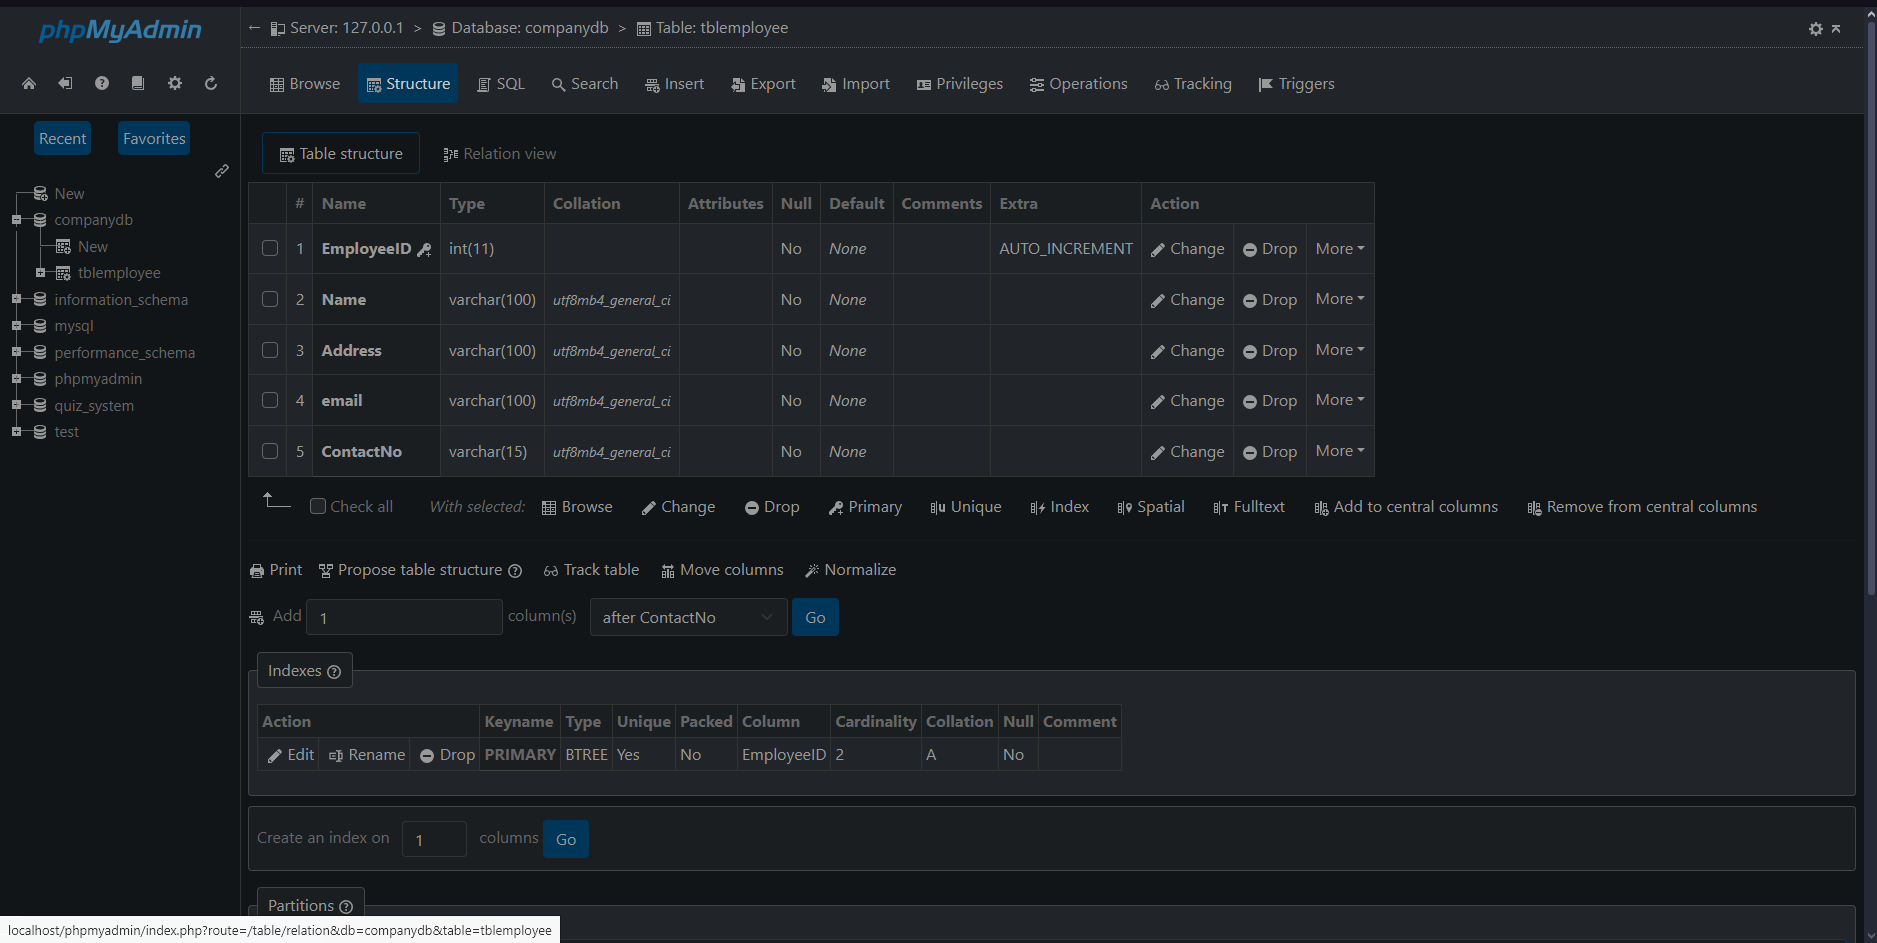 phpMyAdmin
Recent Favorites
New
companydb
New
tblemployee
information_schema
mysql
performance_schema
phpmyadmin
quiz_system
test
← Server: 127.0.0.1 > Database: companydb > Table: tblemployee
Browse Structure SQL Search Insert Export Import Privileges Operations Tracking Triggers
Table structure Relation view
# Name Type Collation Attributes Null Default Comments Extra Action
1 EmployeeID int(11) No None AUTO_INCREMENT Change Drop More
2 Name varchar(100) utf8mb4_general_ci No None Change Drop More
3 Address varchar(100) utf8mb4_general_ci No None Change Drop More
4 email varchar(100) utf8mb4_general_ci No None Change Drop More
5 ContactNo varchar(15) utf8mb4_general_ci No None Change Drop More
Check all With selected: Browse Change Drop Primary Unique Index Spatial Fulltext Add to central columns Remove from central columns
Print Propose table structure Track table Move columns Normalize
Add 1 column(s) after ContactNo Go
Indexes
Action Keyname Type Unique Packed Column Cardinality Collation Null Comment
Edit Rename Drop PRIMARY BTREE Yes No EmployeeID 2 A No
Create an index on 1 columns Go
Partitions
localhost/phpmyadmin/index.php?route=/table/relation&db=companydb&table=tblemployee